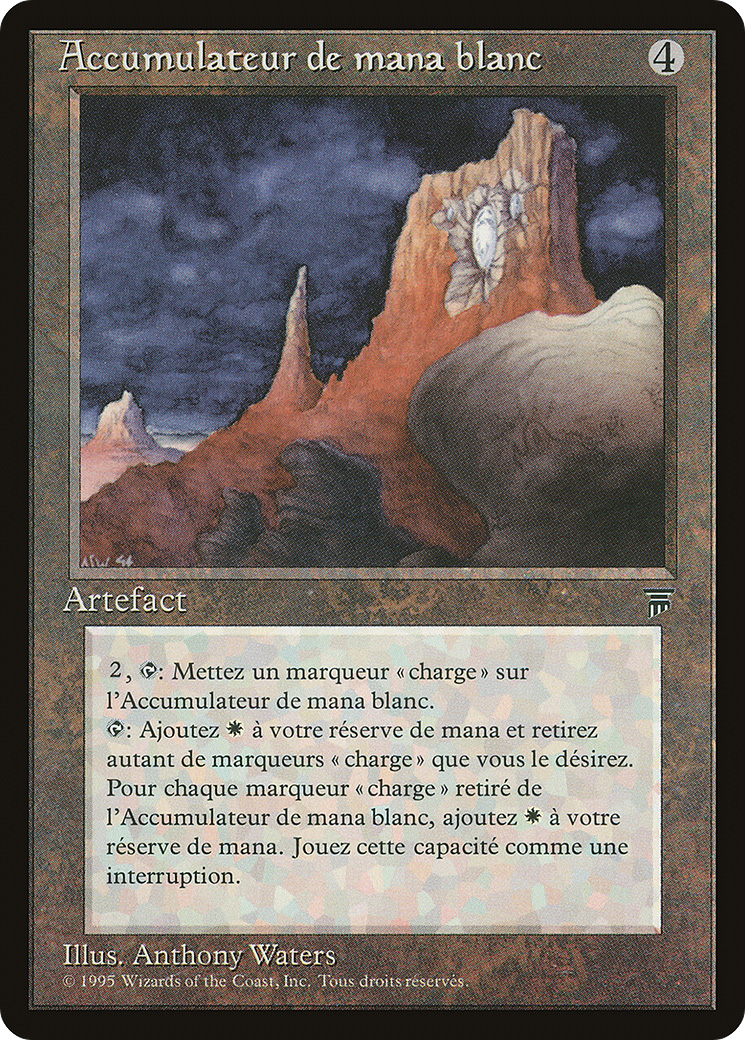 Accumulateur de mana blanc 4
Artefact
2, : Mettez un marqueur «charge» sur
l'Accumulateur de mana blanc.
: Ajoutez à votre réserve de mana et retirez
autant de marqueurs «charge» que vous le désirez.
Pour chaque marqueur «charge» retiré de
l'Accumulateur de mana blanc, ajoutez à votre
réserve de mana. Jouez cette capacité comme une
interruption.
Illus. Anthony Waters
© 1995 Wizards of the Coast, Inc. Tous droits réservés.